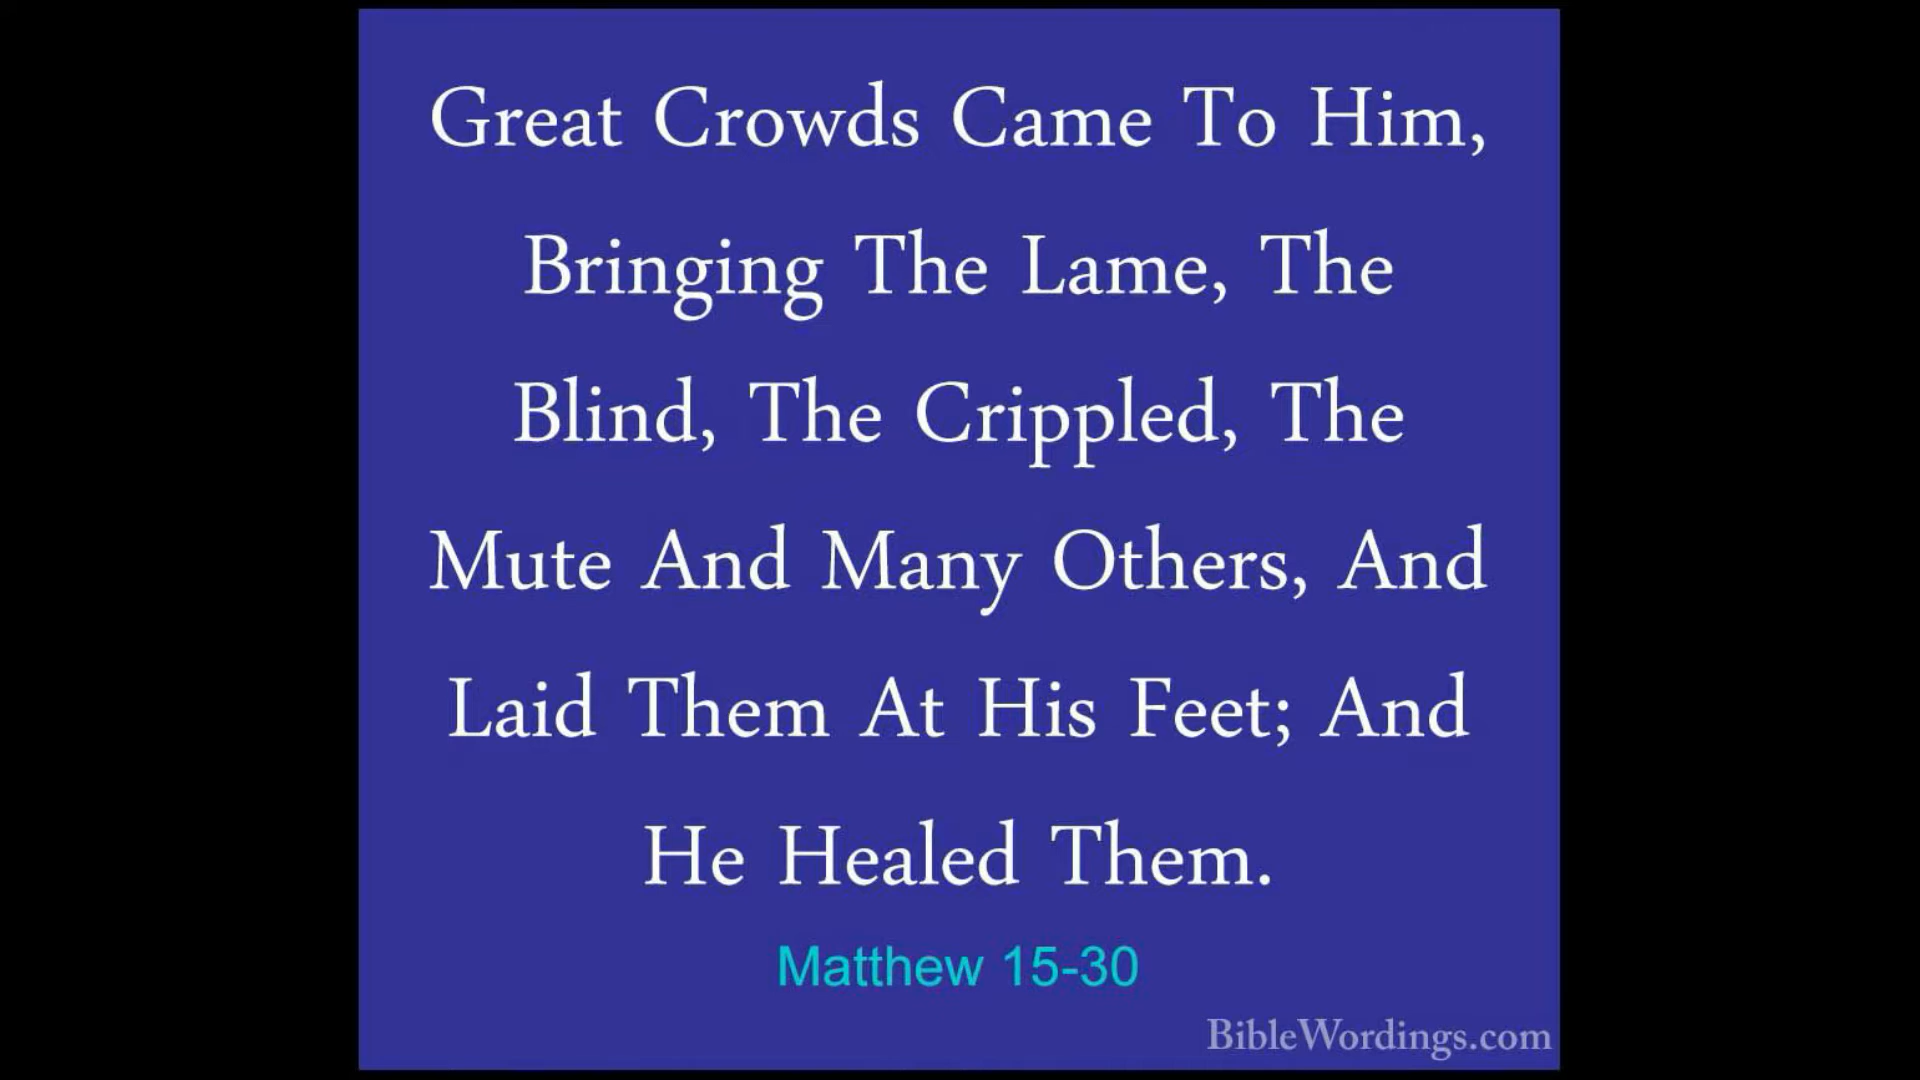 Great Crowds Came To Him,
Bringing The Lame, The
Blind, The Crippled, The
Mute And Many Others, And
Laid Them At His Feet; And
He Healed Them.
Matthew 15-30
BibleWordings.com